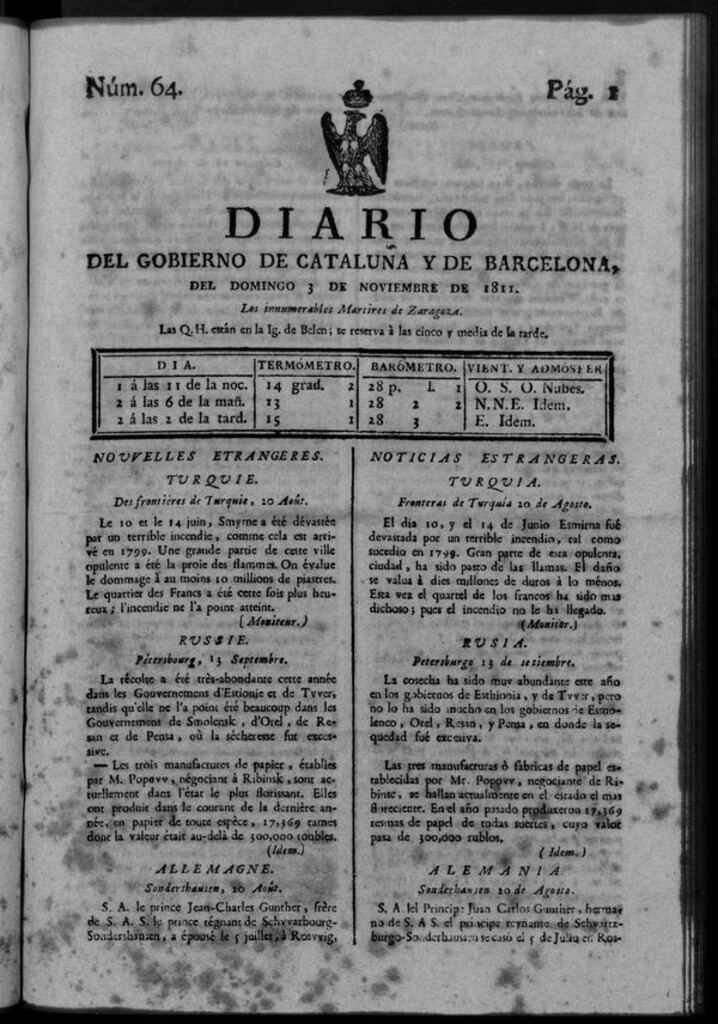 Núm. 64.
Pág. 1
DIARIO
DEL GOBIERNO DE CATALUÑA Y DE BARCELONA,
DEL DOMINGO 3 DE NOVIEMBRE DE 1811.
Los innumerables Martires de Zaragoza.
Las Q. H. están en la Ig. de Belen; se reserva á las cinco y media de la tarde.
DIA. TERMÓMETRO. BARÓMETRO. VIENT. Y ADMÓSFER
1 á las 11 de la noc. 14 grad. 2 28 p. l. 1 O. S. O. Nubes.
2 á las 6 de la mañ. 13 1 28 2 2 N.N.E. Idem.
2 á las 2 de la tard. 15 1 28 3 E. Idem.
NOUVELLES ETRANGERES.
TURQUIE.
Des frontières de Turquie, 20 Août.
Le 10 et le 14 juin, Smyrne a été dévastée
par un terrible incendie, comme cela est arri-
vé en 1799. Une grande partie de cette ville
opulente a été la proie des flammes. On évalue
le dommage à au moins 10 millions de piastres.
Le quartier des Francs a été cette fois plus heu-
reux; l'incendie ne l'a point atteint.
(Moniteur.)
RUSSIE.
Pétersbourg, 13 Septembre.
La récolte a été très-abondante cette année
dans les Gouvernemens d'Estionie et de Tvver,
tandis qu'elle ne l'a point été beaucoup dans les
Gouvernemens de Smolensk, d'Orel, de Re-
san et de Pensa, où la sécheresse fut exces-
sive.
— Les trois manufactures de papier, établies
par M. Popovv, négociant à Ribinsk, sont ac-
tuellement dans l'état le plus florissant. Elles
ont produit dans le courant de la dernière an-
née, en papier de toute espèce, 17,369 rames
dont la valeur était au-delà de 300,000 roubles.
(Idem.)
ALLEMAGNE.
Sondershausen, 20 Août.
S. A. le prince Jean-Charles Gunther, frère
de S. A. S. le prince régnant de Schvvarbourg-
Sondershausen, a épousé le 5 juillet, à Rosvvig,
NOTICIAS ESTRANGERAS.
TURQUIA.
Fronteras de Turquía 20 de Agosto.
El dia 10, y el 14 de Junio Esmirna fué
devastada por un terrible incendio, tal como
sucedio en 1799. Gran parte de esta opulenta,
ciudad, ha sido pasto de las llamas. El daño
se valua á diez millones de duros á lo ménos.
Esta vez el quartel de los francos ha sido mas
dichoso; pues el incendio no le ha llegado.
(Monitor.)
RUSIA.
Petersburgo 13 de setiembre.
La cosecha ha sido muy abundante este año
en los gobiernos de Esthionia, y de Tvver, pero
no lo ha sido mucho en los gobiernos de Esmo-
lenco, Orel, Resan, y Pensa, en donde la se-
quedad fué excesiva.
Las tres manufacturas ò fabricas de papel es-
tablecidas por Mr. Popovv, negociante de Ri-
binse, se hallan actualmente en el estado el mas
floreciente. En el año pasado produxeron 17,369
resmas de papel de todas suertes, cuyo valor
pasa de 300,000 rublos.
(Idem.)
ALEMANIA
Sonderhausen 20 de Agosto.
S. A. lel Principe Juan Carlos Gunther, herma-
no de S. A S. el principe reynante de Schvvartz-
burgo-Sonderhaussen se casó el 5 de Julio en Ros-